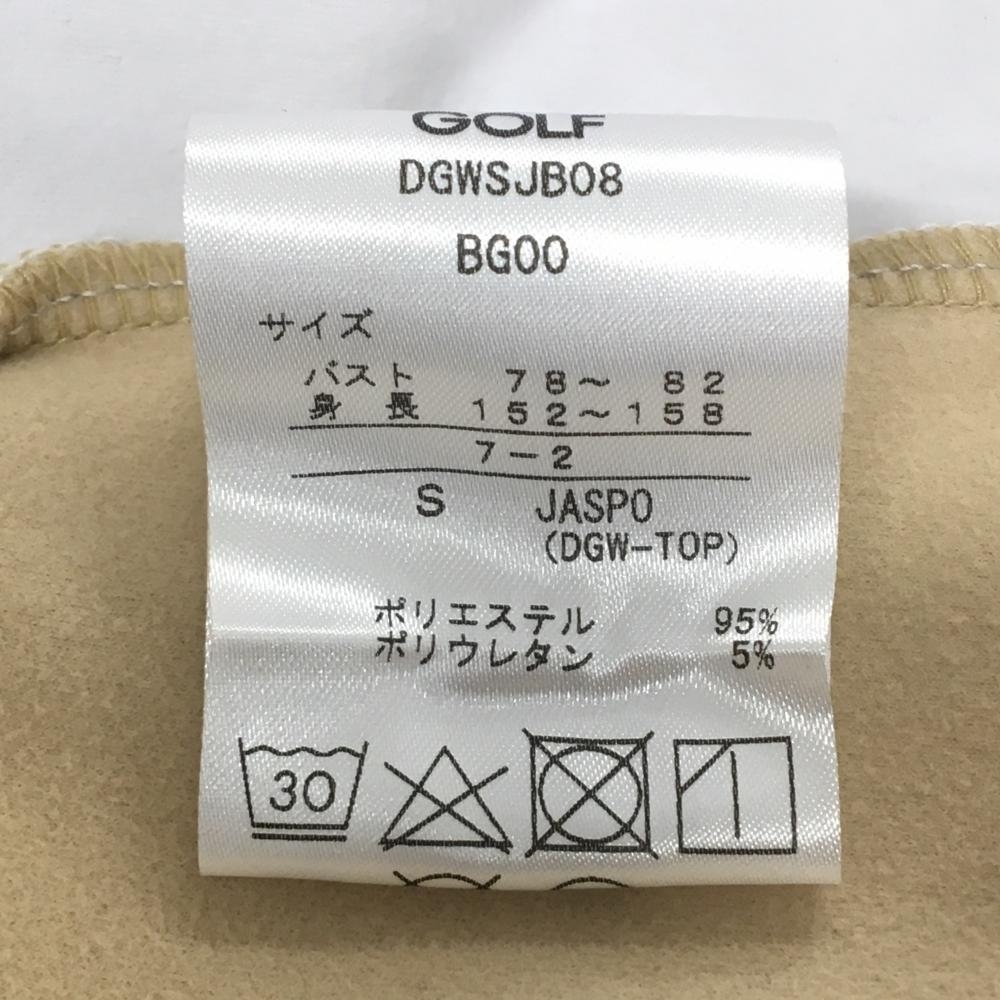 GOLF
DGWSJB08
BG00
サイズ
バスト 78～ 82
身長 152～158
7－2
S JASPO
(DGW-TOP)
ポリエステル 95%
ポリウレタン 5%
30